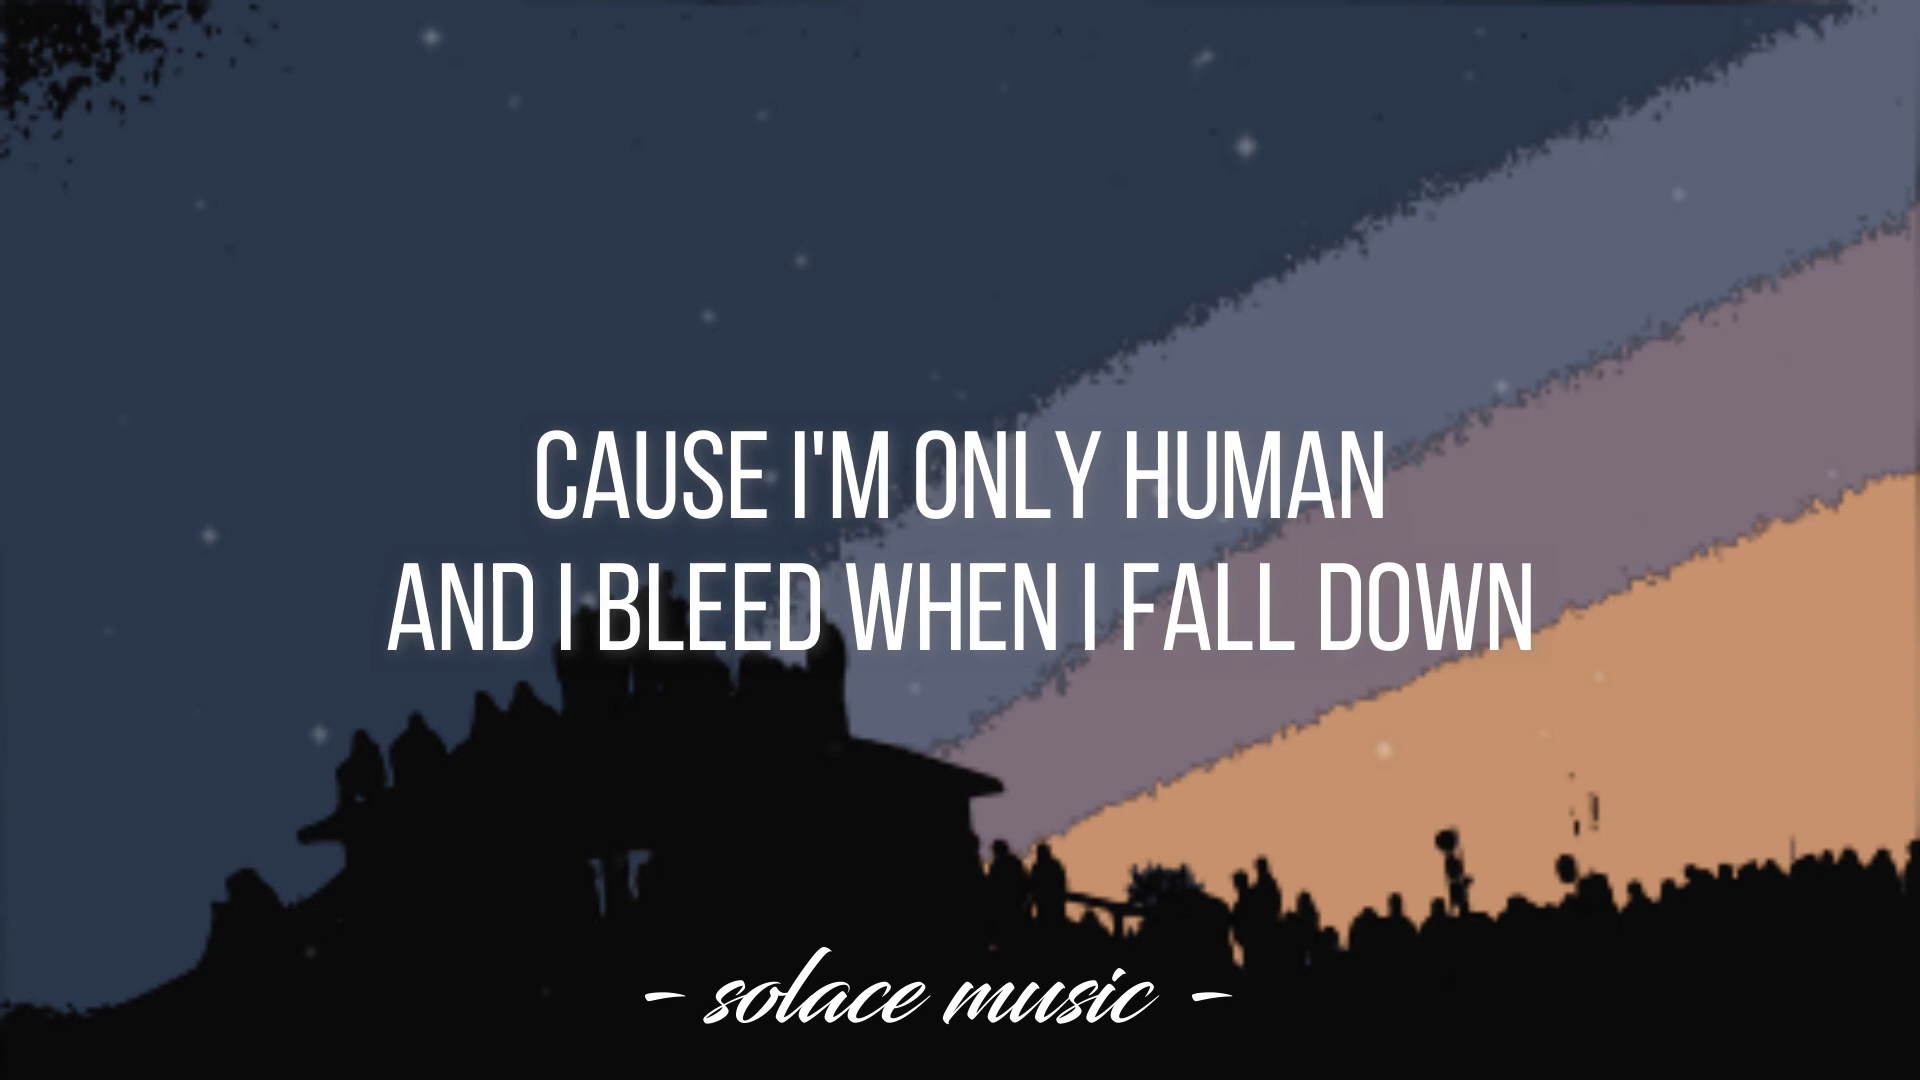 CAUSE I'M ONLY HUMAN
AND I BLEED WHEN I FALL DOWN
- solace music -